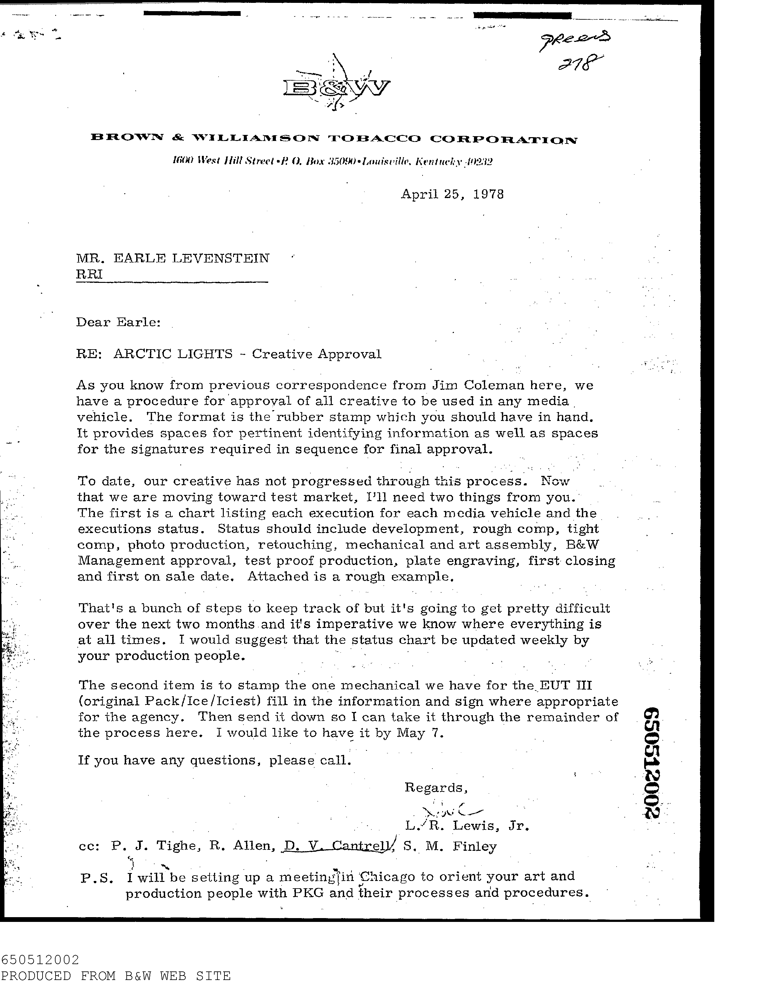 278
B&W
BROWN & WILLIAMSON TOBACCO CORPORATION
1600 West Hill Street • P. O. Box 35090 • Louisville, Kentucky 40232
April 25, 1978
MR. EARLE LEVENSTEIN
RRI
Dear Earle:
RE: ARCTIC LIGHTS - Creative Approval
As you know from previous correspondence from Jim Coleman here, we
have a procedure for approval of all creative to be used in any media
vehicle. The format is the rubber stamp which you should have in hand.
It provides spaces for pertinent identifying information as well as spaces
for the signatures required in sequence for final approval.
To date, our creative has not progressed through this process. Now
that we are moving toward test market, I'll need two things from you.
The first is a chart listing each execution for each media vehicle and the
executions status. Status should include development, rough comp, tight
comp, photo production, retouching, mechanical and art assembly, B&W
Management approval, test proof production, plate engraving, first closing
and first on sale date. Attached is a rough example.
That's a bunch of steps to keep track of but it's going to get pretty difficult
over the next two months and it's imperative we know where everything is
at all times. I would suggest that the status chart be updated weekly by
your production people.
The second item is to stamp the one mechanical we have for the EUT III
(original Pack/Ice/Iciest) fill in the information and sign where appropriate
for the agency. Then send it down so I can take it through the remainder of
the process here. I would like to have it by May 7.
If you have any questions, please call.
Regards,
L. R. Lewis, Jr.
cc: P. J. Tighe, R. Allen, D. V. Cantrell, S. M. Finley
P.S. I will be setting up a meeting in Chicago to orient your art and
production people with PKG and their processes and procedures.
650512002
650512002
PRODUCED FROM B&W WEB SITE